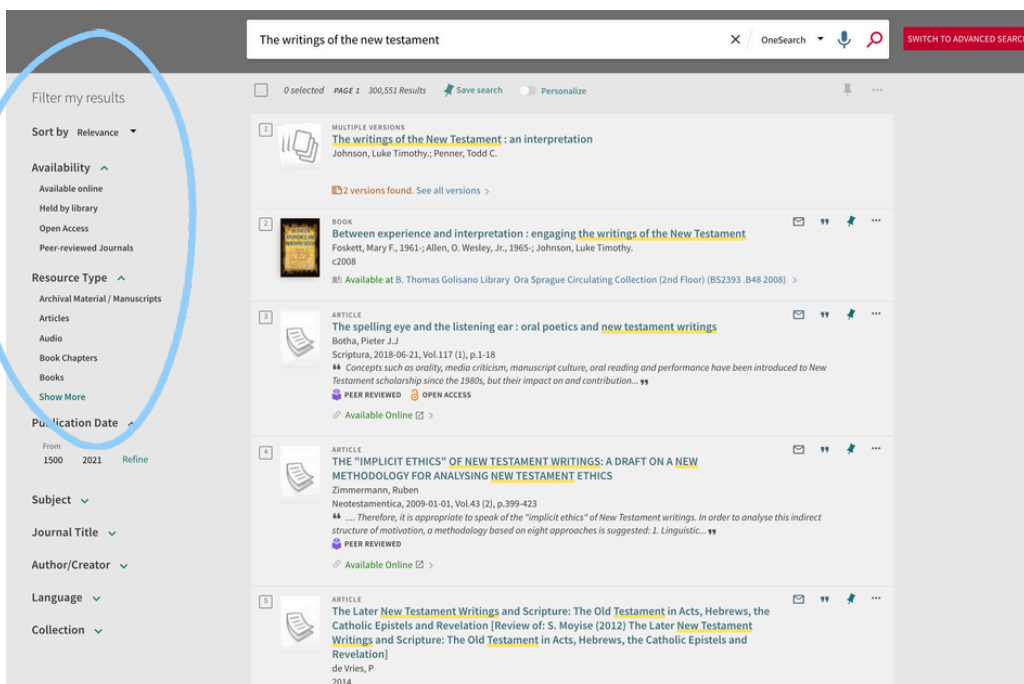 The writings of the new testament
OneSearch
SWITCH TO ADVANCED SEARCH
Filter my results
Sort by Relevance
Availability
Available online
Held by library
Open Access
Peer-reviewed Journals
Resource Type
Archival Material / Manuscripts
Articles
Audio
Book Chapters
Books
Show More
Publication Date
From
1500 2021 Refine
Subject
Journal Title
Author/Creator
Language
Collection
0 selected PAGE 1 300,551 Results Save search Personalize
1
MULTIPLE VERSIONS
The writings of the New Testament : an interpretation
Johnson, Luke Timothy.; Penner, Todd C.
2 versions found. See all versions >
2
BOOK
Between experience and interpretation : engaging the writings of the New Testament
Foskett, Mary F., 1961-; Allen, O. Wesley, Jr., 1965-; Johnson, Luke Timothy.
c2008
Available at B. Thomas Golisano Library Ora Sprague Circulating Collection (2nd Floor) (BS2393 .B48 2008) >
3
ARTICLE
The spelling eye and the listening ear : oral poetics and new testament writings
Botha, Pieter J.J
Scriptura, 2018-06-21, Vol.117 (1), p.1-18
❝ Concepts such as orality, media criticism, manuscript culture, oral reading and performance have been introduced to New
Testament scholarship since the 1980s, but their impact on and contribution... ❞
PEER REVIEWED OPEN ACCESS
Available Online >
4
ARTICLE
THE "IMPLICIT ETHICS" OF NEW TESTAMENT WRITINGS: A DRAFT ON A NEW
METHODOLOGY FOR ANALYSING NEW TESTAMENT ETHICS
Zimmermann, Ruben
Neotestamentica, 2009-01-01, Vol.43 (2), p.399-423
❝ .... Therefore, it is appropriate to speak of the "implicit ethics" of New Testament writings. In order to analyse this indirect
structure of motivation, a methodology based on eight approaches is suggested: 1. Linguistic... ❞
PEER REVIEWED
Available Online >
5
ARTICLE
The Later New Testament Writings and Scripture: The Old Testament in Acts, Hebrews, the
Catholic Epistels and Revelation [Review of: S. Moyise (2012) The Later New Testament
Writings and Scripture: The Old Testament in Acts, Hebrews, the Catholic Epistels and
Revelation]
de Vries, P
2014